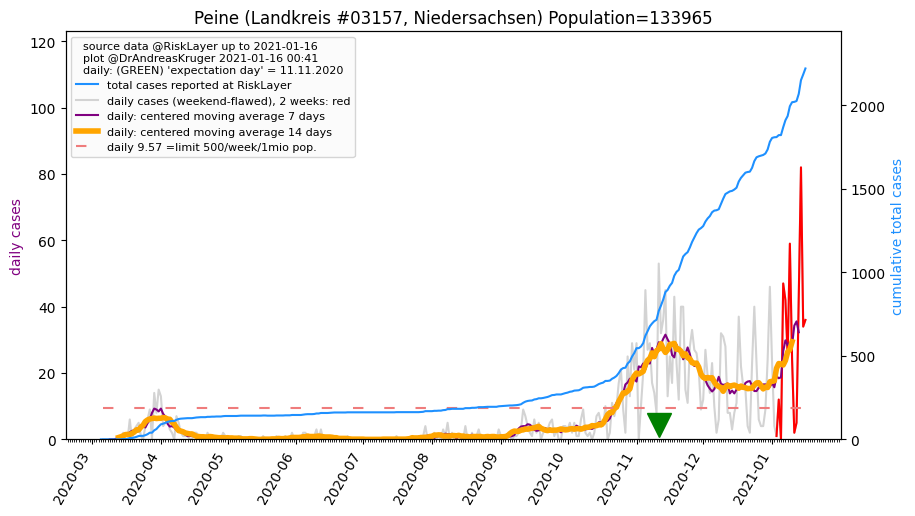 Peine (Landkreis #03157, Niedersachsen) Population=133965
source data @RiskLayer up to 2021-01-16
plot @DrAndreasKruger 2021-01-16 00:41
daily: (GREEN) 'expectation day' = 11.11.2020
total cases reported at RiskLayer
daily cases (weekend-flawed), 2 weeks: red
daily: centered moving average 7 days
daily: centered moving average 14 days
daily 9.57 =limit 500/week/1mio pop.
daily cases
120
100
80
60
40
20
0
cumulative total cases
2000
1500
1000
500
0
2020-03
2020-04
2020-05
2020-06
2020-07
2020-08
2020-09
2020-10
2020-11
2020-12
2021-01